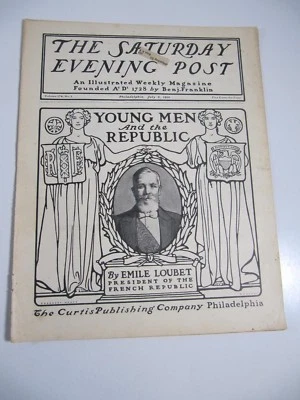 THE SATURDAY
EVENING POST
An Illustrated Weekly Magazine
Founded A° D¹ 1728 by Benj. Franklin
YOUNG MEN
And the
REPUBLIC
By EMILE LOUBET
PRESIDENT OF THE
FRENCH REPUBLIC
The Curtis Publishing Company Philadelphia